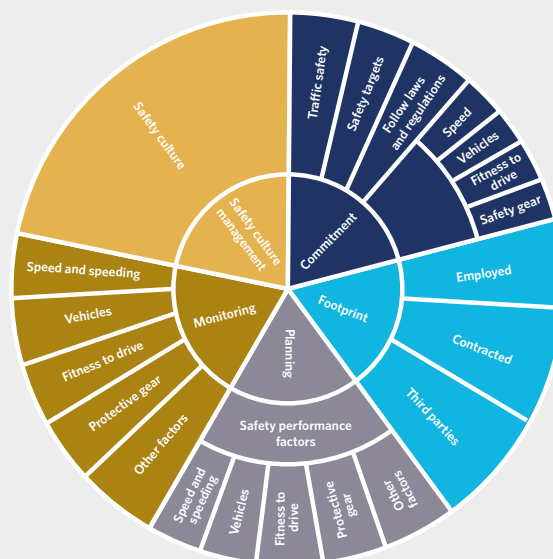 Safety culture
Safety culture
management
Commitment
Traffic safety
Safety targets
Follow laws
and regulations
Speed
Vehicles
Fitness to
drive
Safety gear
Footprint
Employed
Contracted
Third parties
Planning
Safety performance
factors
Other
factors
Protective
gear
Fitness to
drive
Vehicles
Speed and
speeding
Monitoring
Other factors
Protective gear
Fitness to drive
Vehicles
Speed and speeding